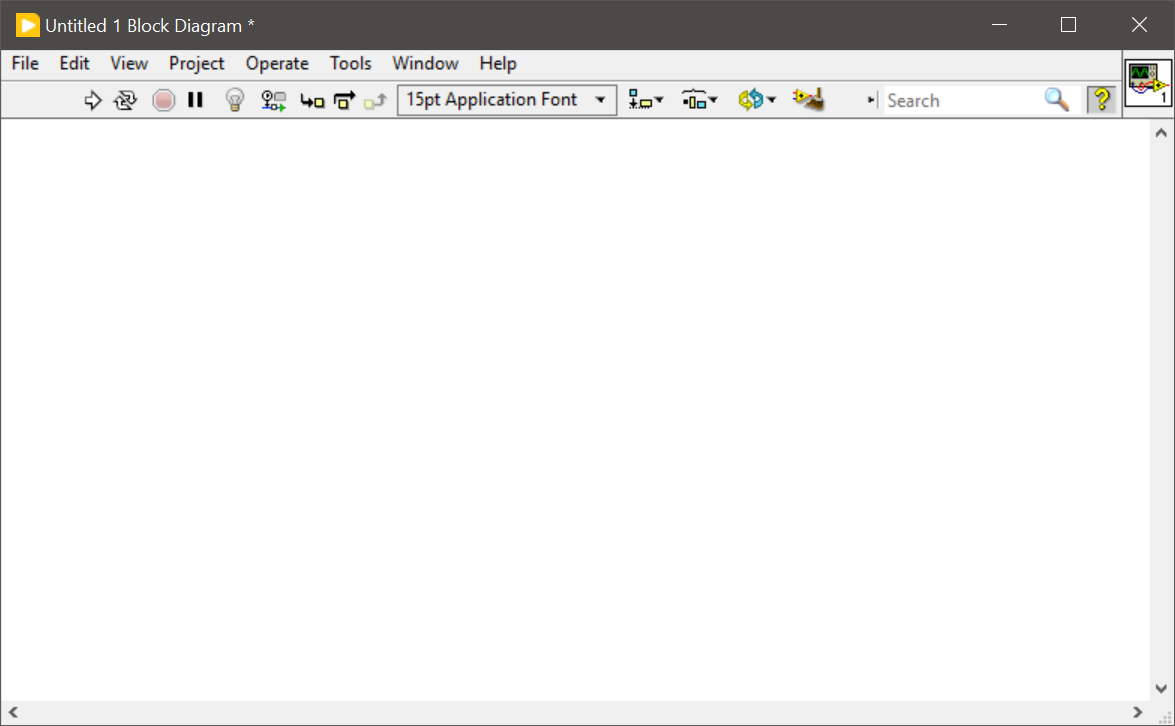 Untitled 1 Block Diagram *
File Edit View Project Operate Tools Window Help
15pt Application Font Search ? 1